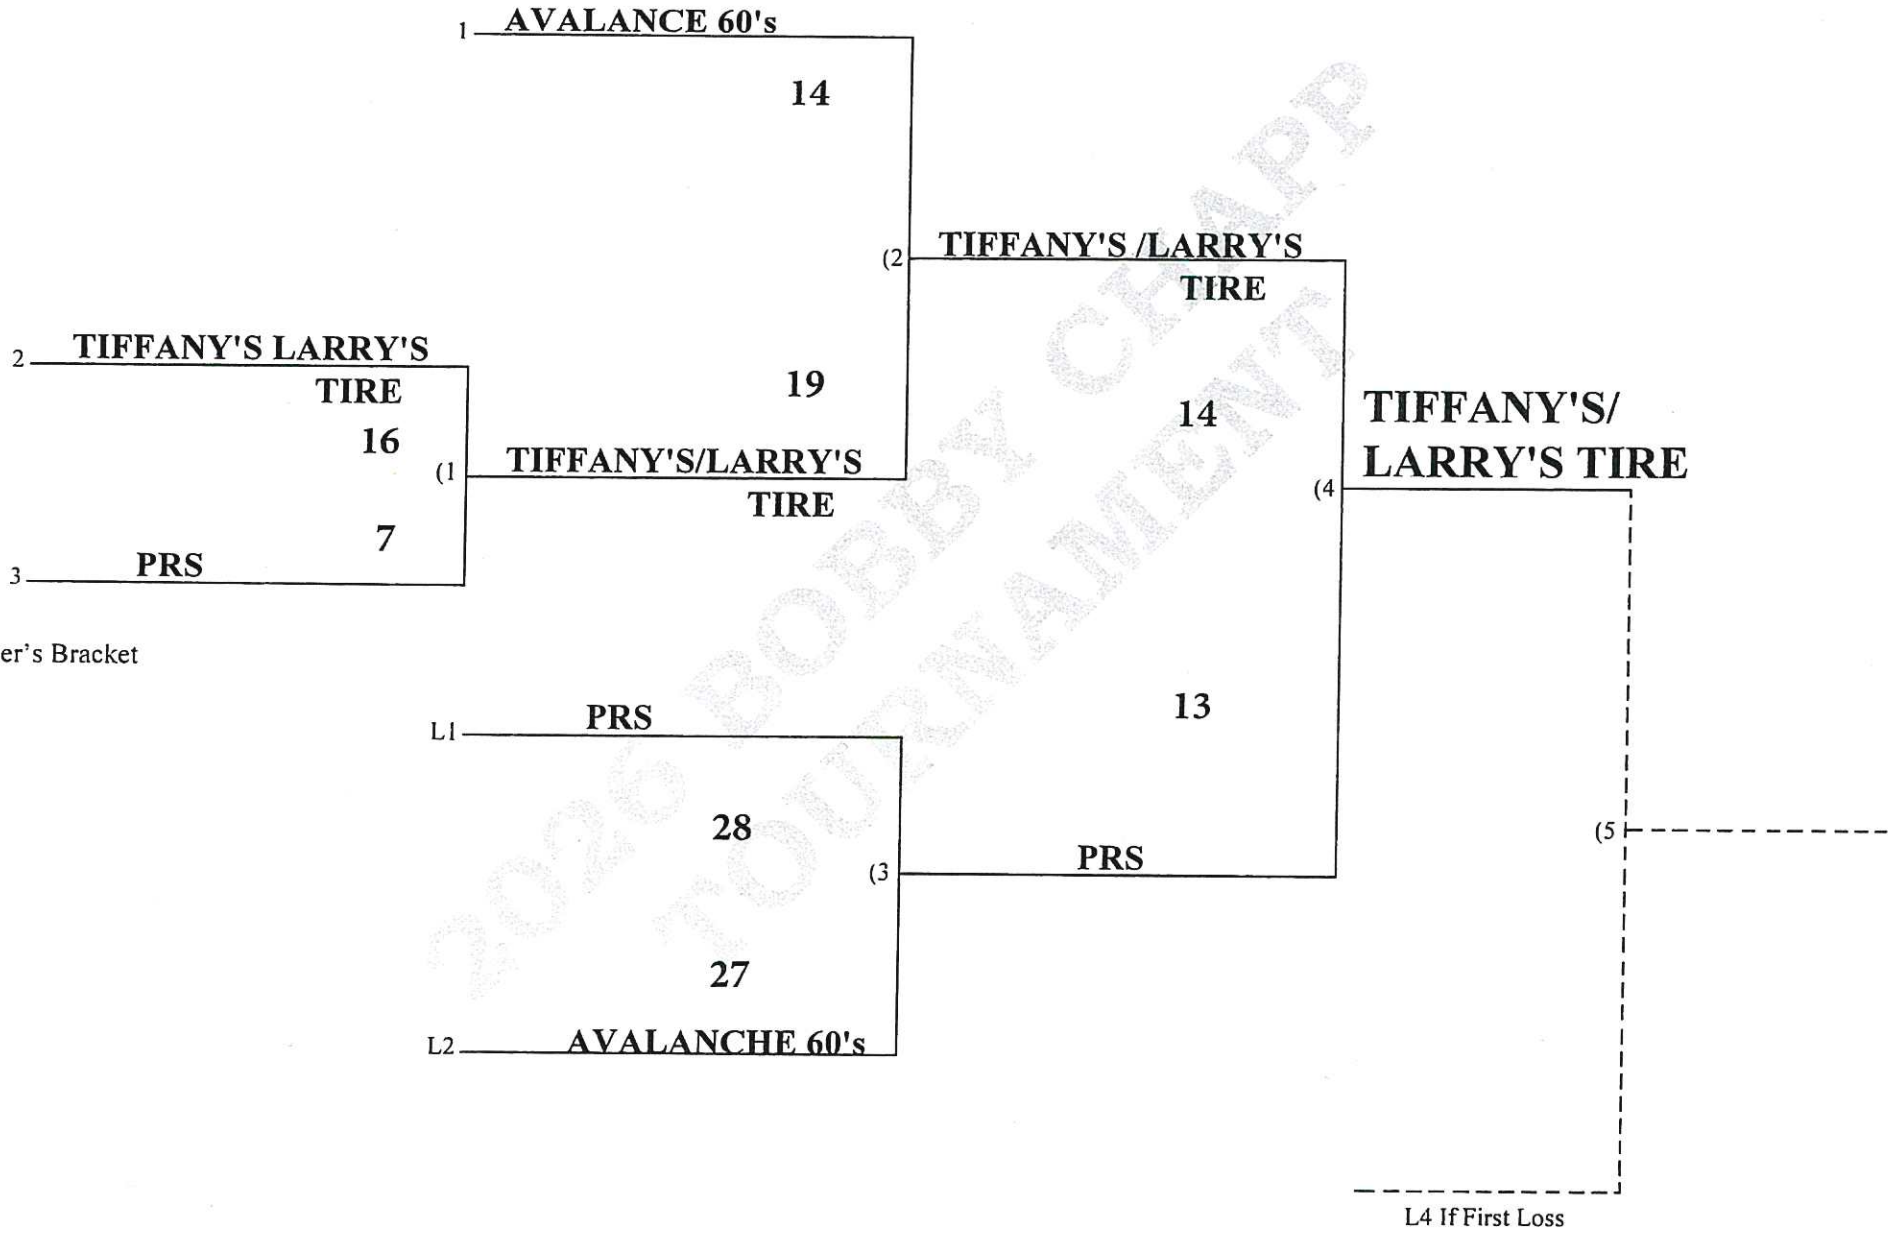 1 AVALANCE 60's
14
(2 TIFFANY'S /LARRY'S
TIRE
2 TIFFANY'S LARRY'S
TIRE
16
19
14
TIFFANY'S/
LARRY'S TIRE
(1 TIFFANY'S/LARRY'S
TIRE
(4
7
3 PRS
er's Bracket
L1 PRS
13
28
(5
(3 PRS
27
L2 AVALANCHE 60's
L4 If First Loss
2026 BOBBY CHAPP
TOURNAMENT